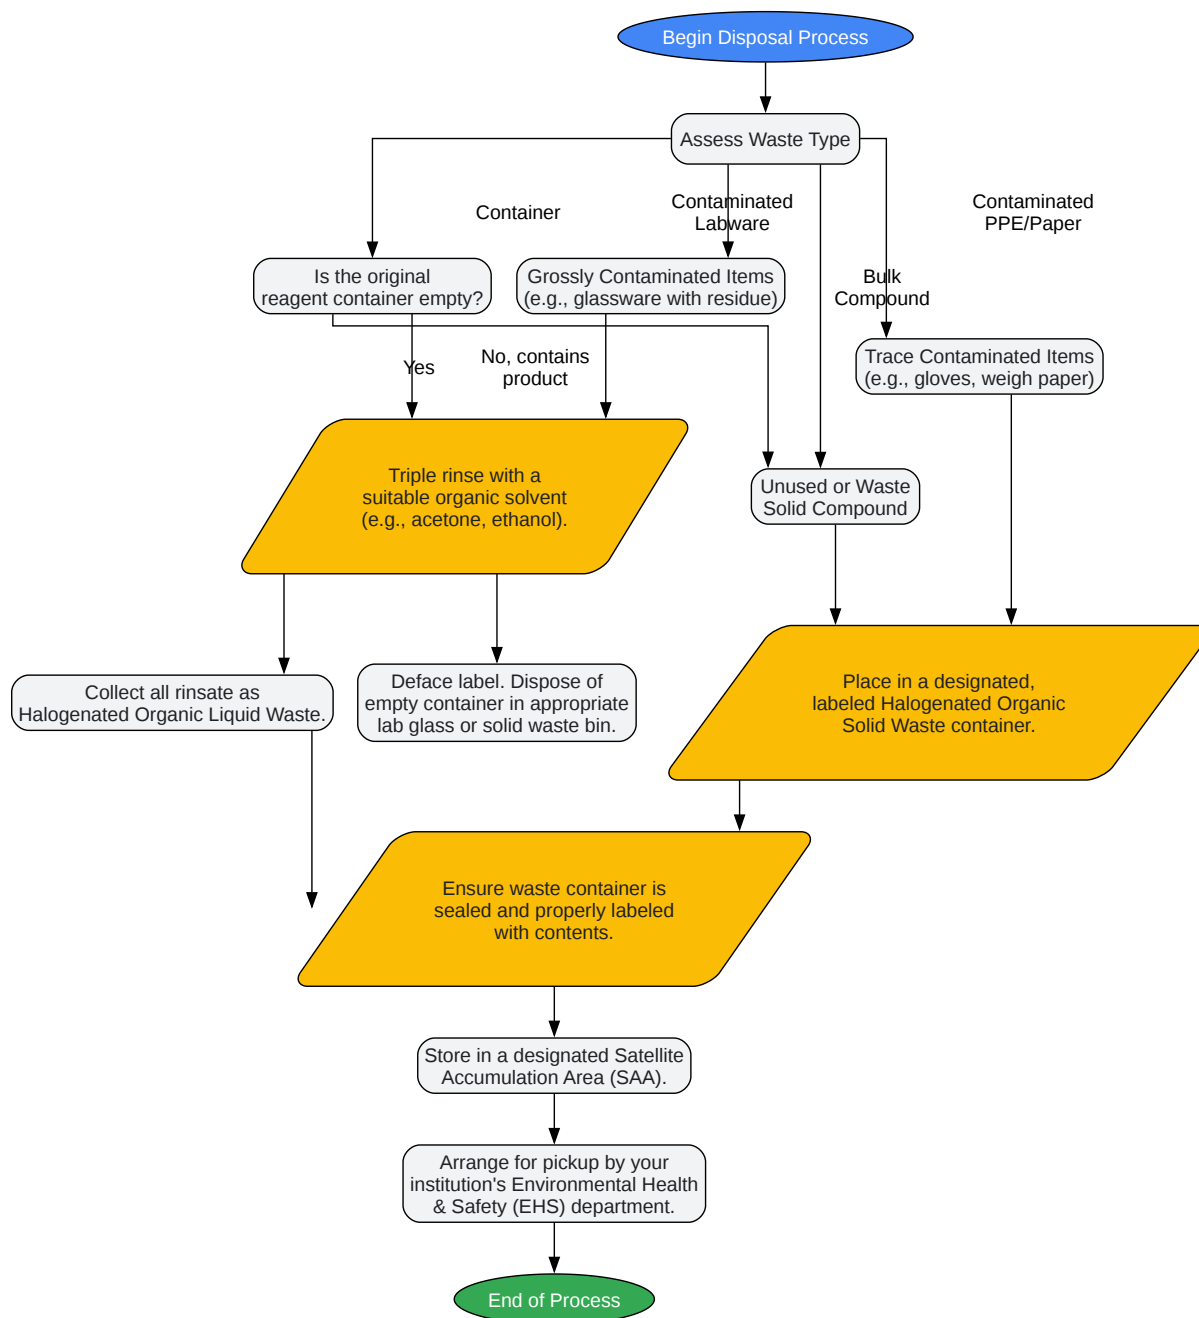 Begin Disposal Process
Assess Waste Type
Container
Contaminated
Labware
Contaminated
PPE/Paper
Is the original
reagent container empty?
Grossly Contaminated Items
(e.g., glassware with residue)
Bulk
Compound
Yes
No, contains
product
Trace Contaminated Items
(e.g., gloves, weigh paper)
Triple rinse with a
suitable organic solvent
(e.g., acetone, ethanol).
Unused or Waste
Solid Compound
Collect all rinsate as
Halogenated Organic Liquid Waste.
Deface label. Dispose of
empty container in appropriate
lab glass or solid waste bin.
Place in a designated,
labeled Halogenated Organic
Solid Waste container.
Ensure waste container is
sealed and properly labeled
with contents.
Store in a designated Satellite
Accumulation Area (SAA).
Arrange for pickup by your
institution's Environmental Health
& Safety (EHS) department.
End of Process